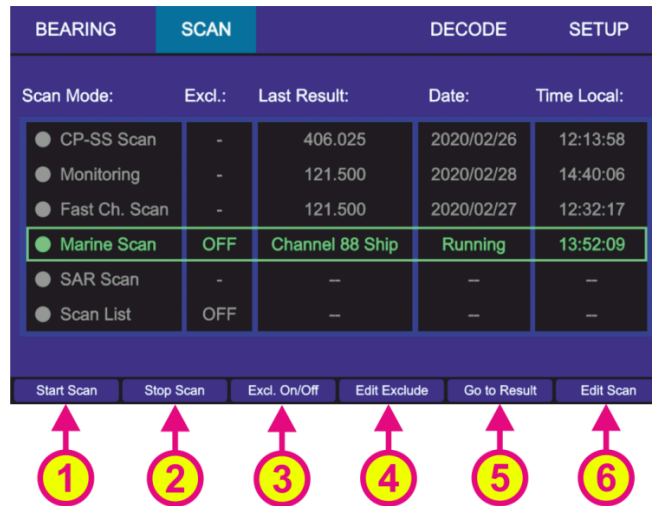 BEARING SCAN DECODE SETUP
Scan Mode: Excl.: Last Result: Date: Time Local:
CP-SS Scan - 406.025 2020/02/26 12:13:58
Monitoring - 121.500 2020/02/28 14:40:06
Fast Ch. Scan - 121.500 2020/02/27 12:32:17
Marine Scan OFF Channel 88 Ship Running 13:52:09
SAR Scan - -- -- --
Scan List OFF -- -- --
Start Scan Stop Scan Excl. On/Off Edit Exclude Go to Result Edit Scan
1 2 3 4 5 6